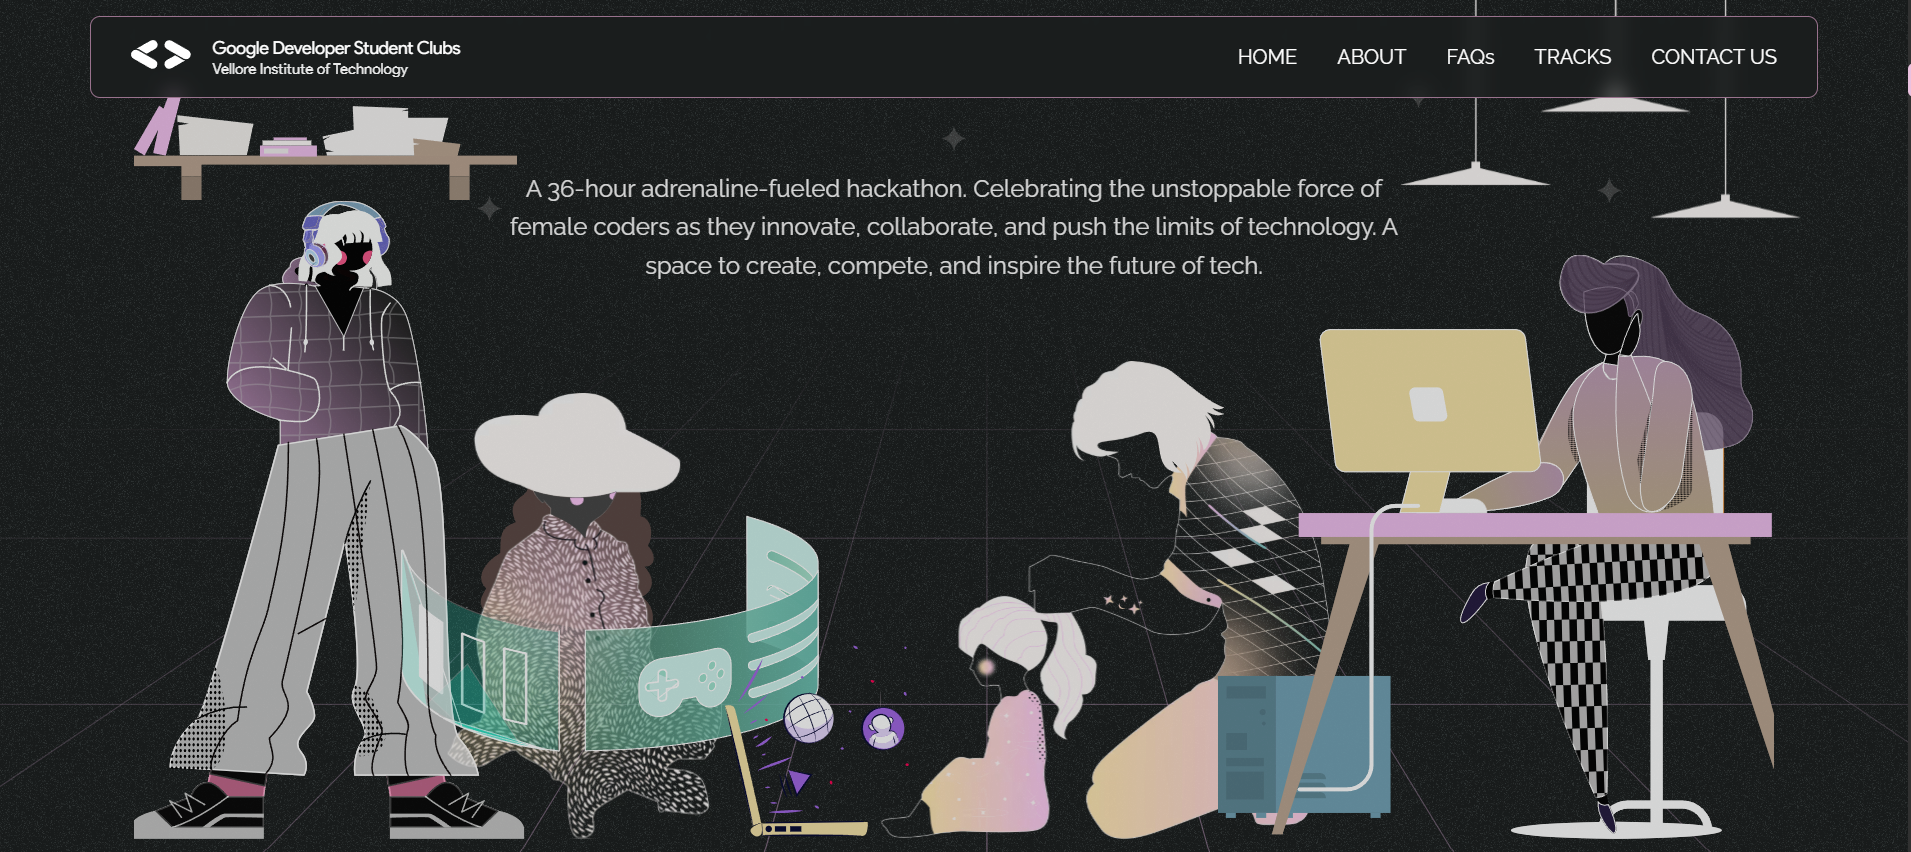 Google Developer Student Clubs
Vellore Institute of Technology
HOME ABOUT FAQs TRACKS CONTACT US
A 36-hour adrenaline-fueled hackathon. Celebrating the unstoppable force of
female coders as they innovate, collaborate, and push the limits of technology. A
space to create, compete, and inspire the future of tech.